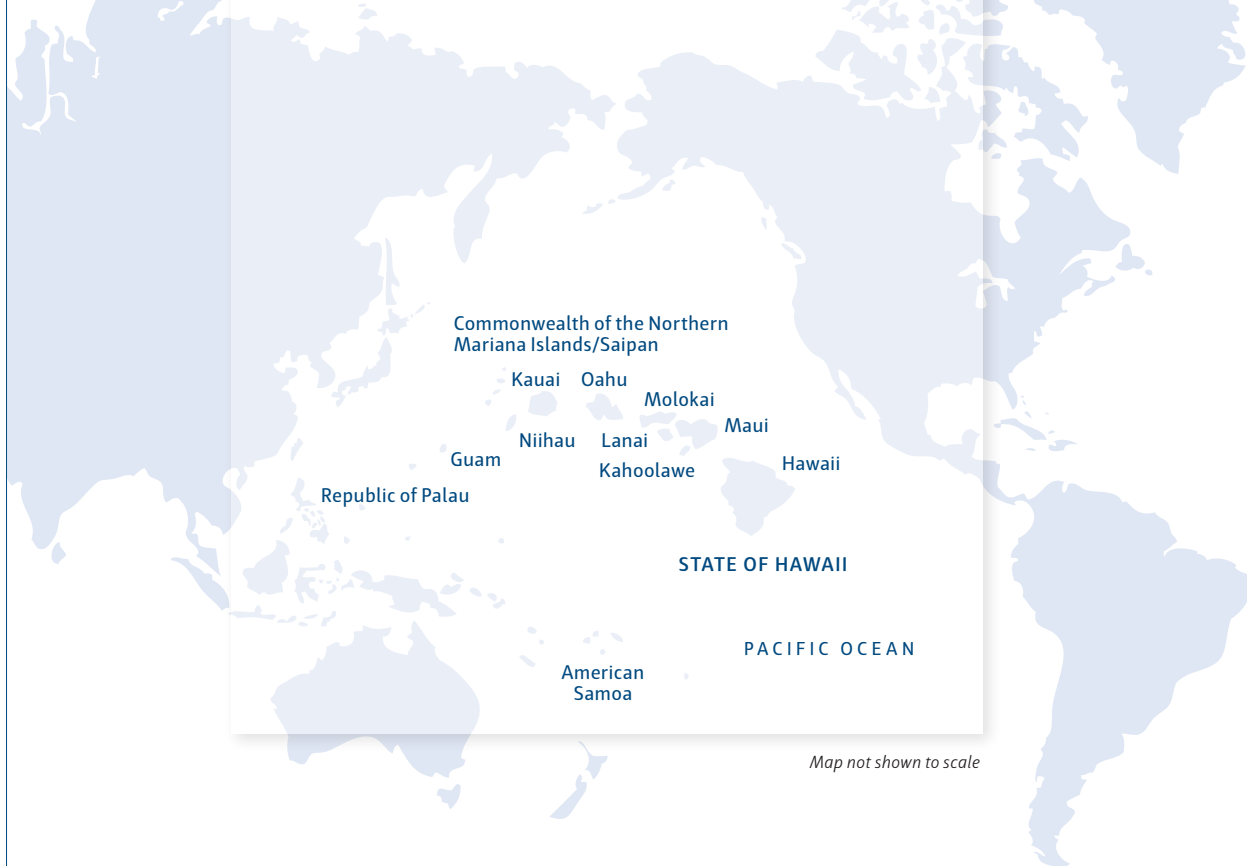 Commonwealth of the Northern
Mariana Islands/Saipan
Kauai
Oahu
Molokai
Maui
Niihau
Lanai
Guam
Kahoolawe
Hawaii
Republic of Palau
STATE OF HAWAII
PACIFIC OCEAN
American
Samoa
Map not shown to scale